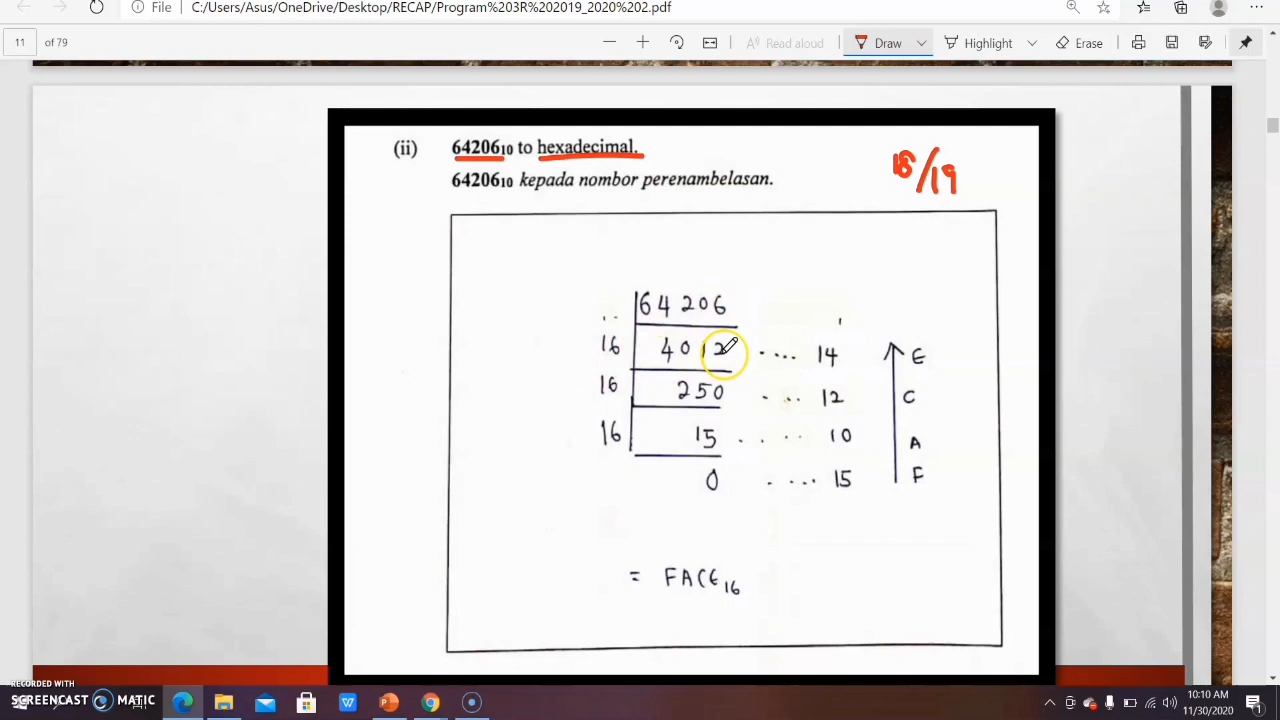 File C:/Users/Asus/OneDrive/Desktop/RECAP/Program%203R%202019_2020%202.pdf
11 of 79 Read aloud Draw Highlight Erase
(ii) 64206₁₀ to hexadecimal.
18/19
64206₁₀ kepada nombor perenambelasan.
64206
16 4012 .... 14 E
16 250 ... 12 C
16 15 .... 10 A
0 .... 15 F
= FACE₁₆
RECORDED WITH
SCREENCAST MATIC
10:10 AM
11/30/2020